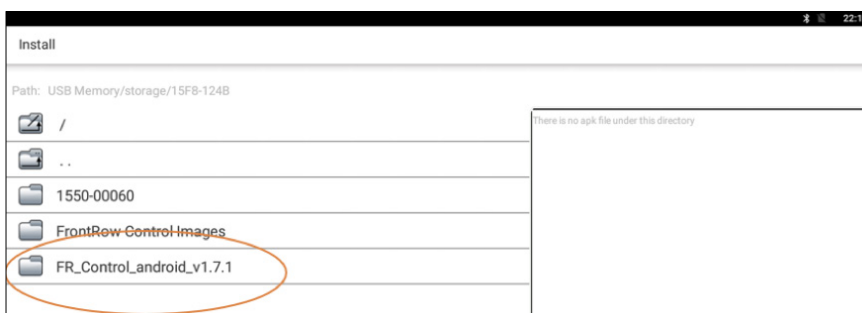 22:1
Install
Path: USB Memory/storage/15F8-124B
/
There is no apk file under this directory
..
1550-00060
FrontRow Control Images
FR_Control_android_v1.7.1